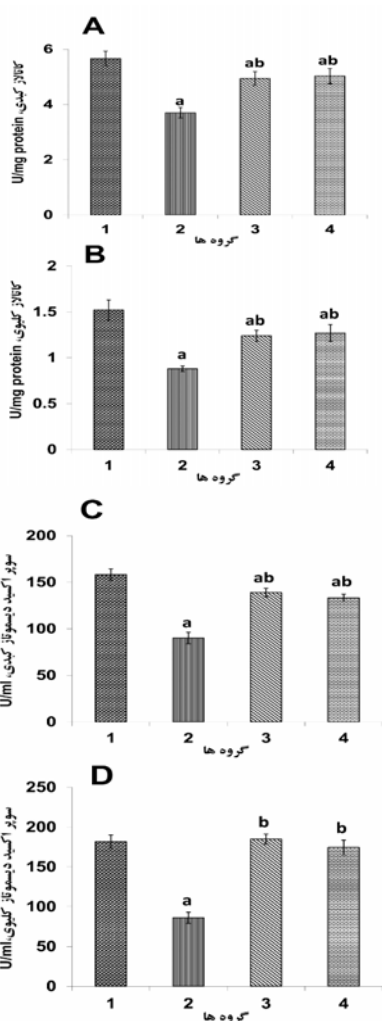 A
کاتالاز کبدی، U/mg protein
6
4
2
0
a
ab
ab
1 2 3 4
گروه ها
B
کاتالاز کلیوی، U/mg protein
2
1.5
1
0.5
0
a
ab
ab
1 2 3 4
گروه ها
C
سوپر اکسید دیسموتاز کبدی، U/ml
200
150
100
50
0
a
ab
ab
1 2 3 4
گروه ها
D
سوپر اکسید دیسموتاز کلیوی، U/ml
250
200
150
100
50
0
a
b
b
1 2 3 4
گروه ها